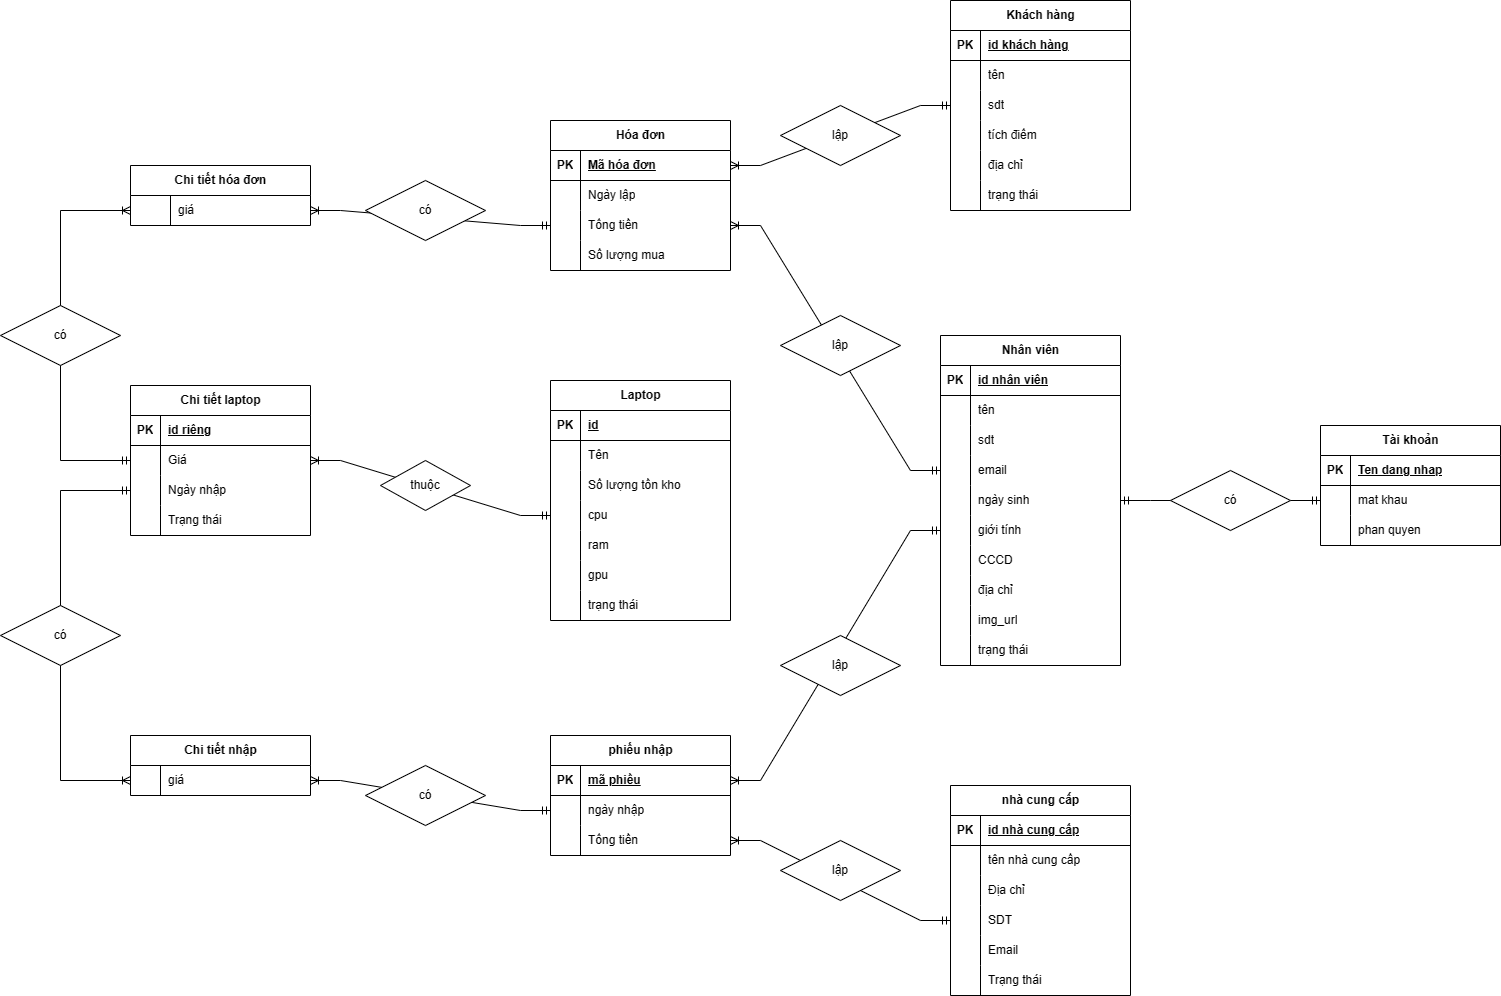 Khách hàng
PK id khách hàng
tên
sdt
tích điểm
địa chỉ
trạng thái
lập
Hóa đơn
PK Mã hóa đơn
Ngày lập
Tổng tiền
Số lượng mua
có
Chi tiết hóa đơn
giá
có
lập
Chi tiết laptop
PK id riêng
Giá
Ngày nhập
Trạng thái
thuộc
Laptop
PK id
Tên
Số lượng tồn kho
cpu
ram
gpu
trạng thái
Nhân viên
PK id nhân viên
tên
sdt
email
ngày sinh
giới tính
CCCD
địa chỉ
img_url
trạng thái
có
Tài khoản
PK Ten dang nhap
mat khau
phan quyen
có
lập
Chi tiết nhập
giá
có
phiếu nhập
PK mã phiều
ngày nhập
Tổng tiền
lập
nhà cung cấp
PK id nhà cung cấp
tên nhà cung cấp
Địa chỉ
SDT
Email
Trạng thái